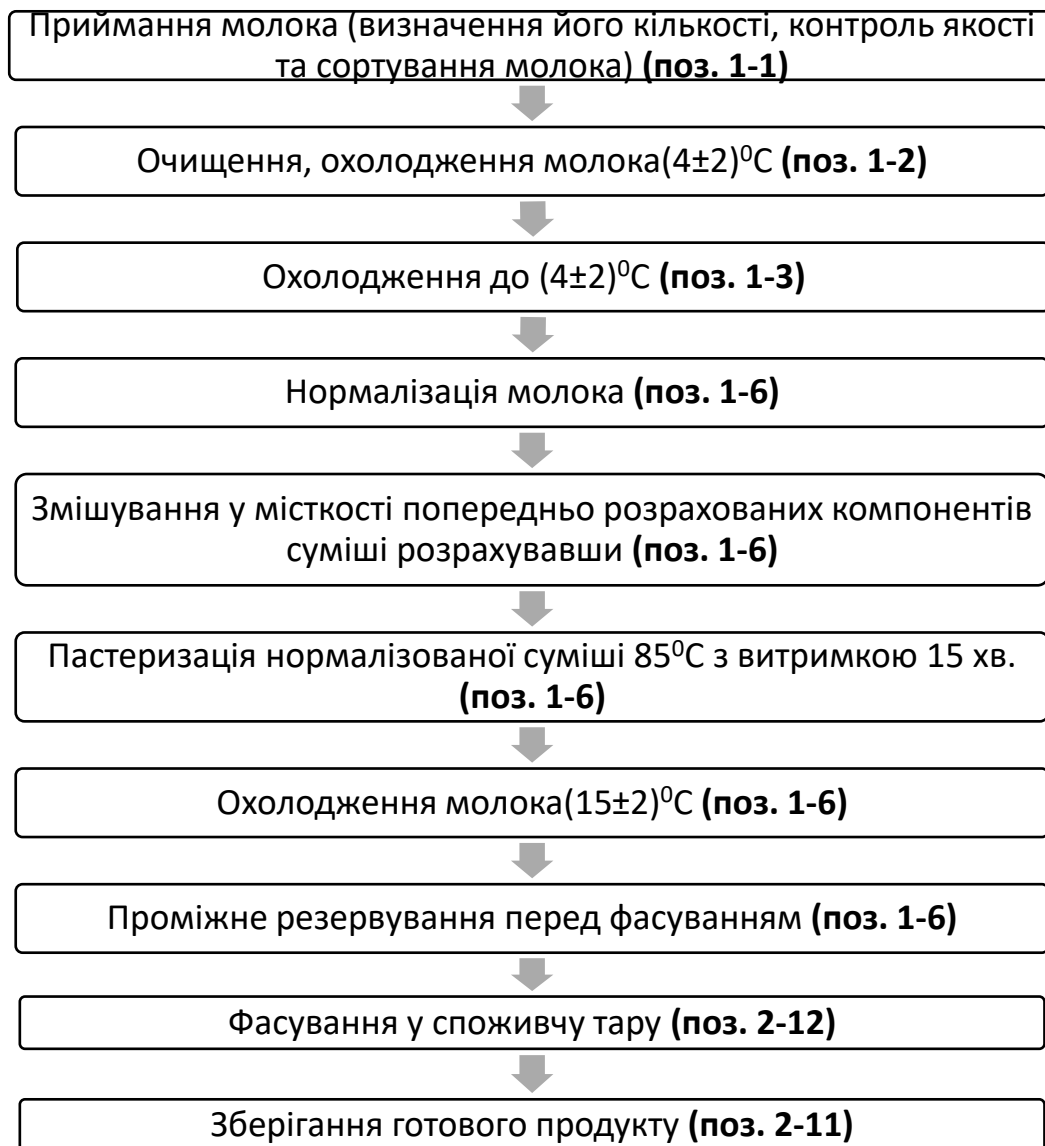 Приймання молока (визначення його кількості, контроль якості
та сортування молока) (поз. 1-1)
Очищення, охолодження молока(4±2)⁰С (поз. 1-2)
Охолодження до (4±2)⁰С (поз. 1-3)
Нормалізація молока (поз. 1-6)
Змішування у місткості попередньо розрахованих компонентів
суміші розрахувавши (поз. 1-6)
Пастеризація нормалізованої суміші 85⁰С з витримкою 15 хв.
(поз. 1-6)
Охолодження молока(15±2)⁰С (поз. 1-6)
Проміжне резервування перед фасуванням (поз. 1-6)
Фасування у споживчу тару (поз. 2-12)
Зберігання готового продукту (поз. 2-11)